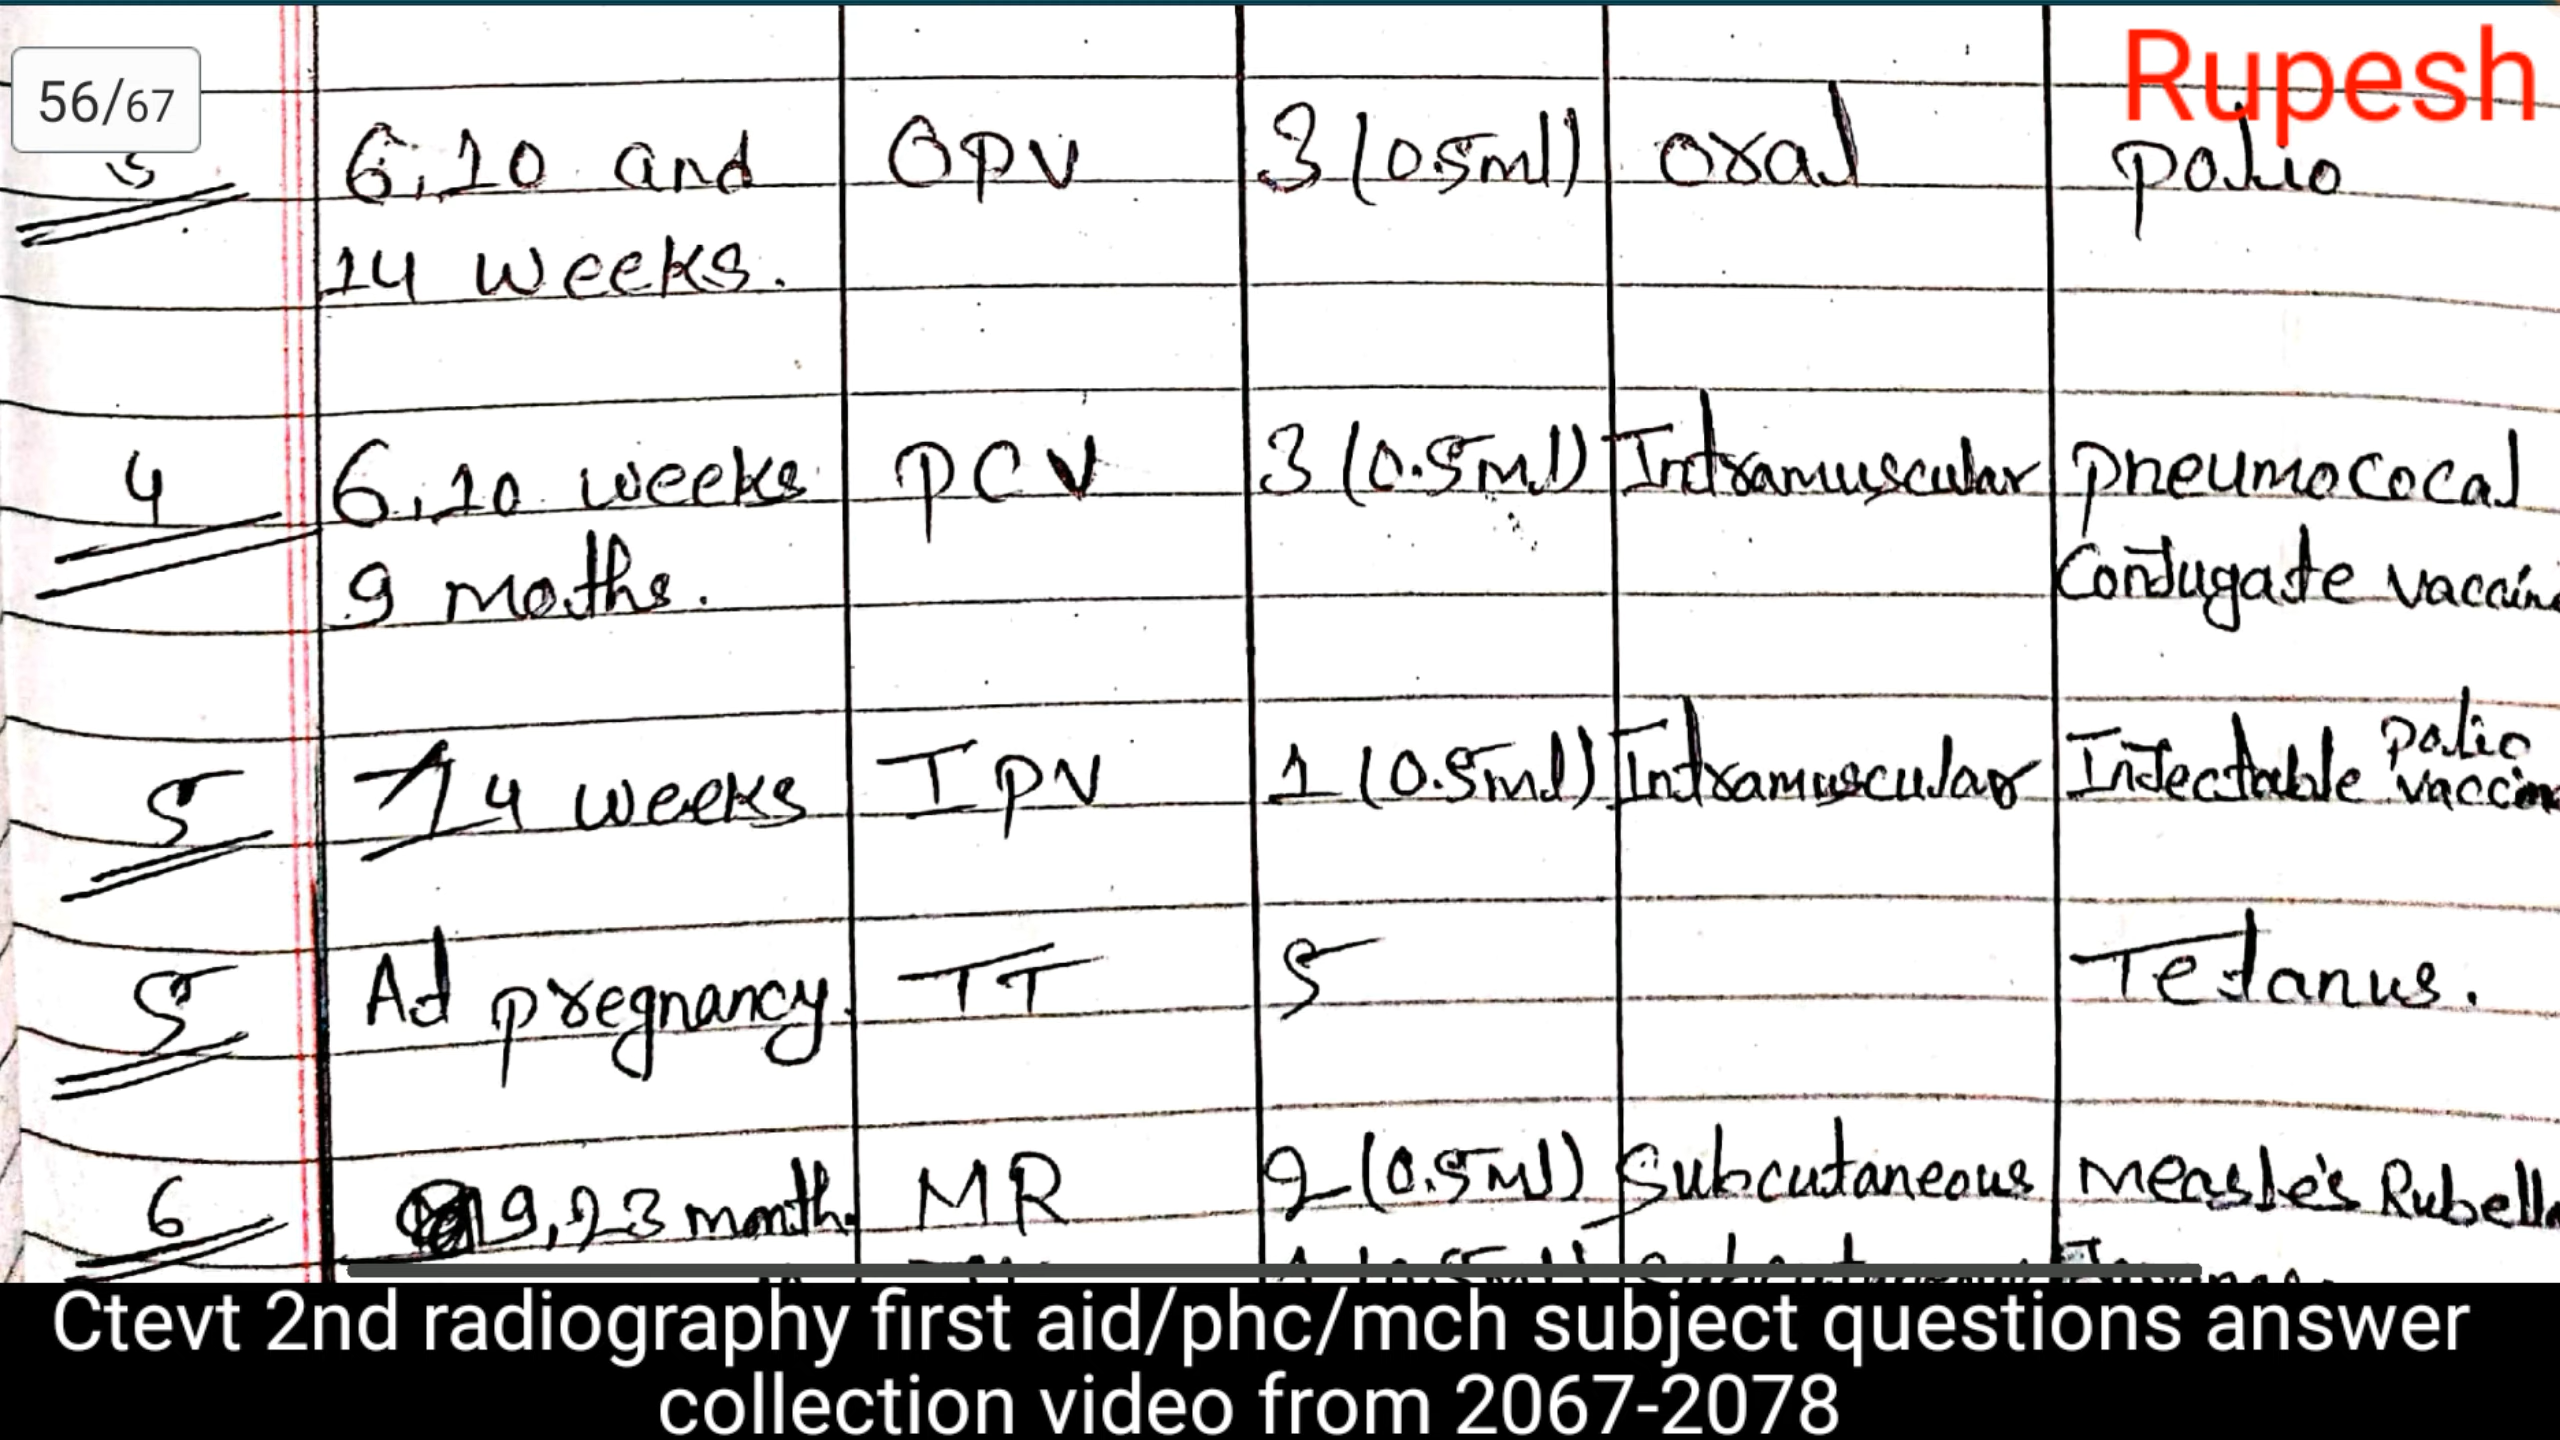 56/67
Rupesh
3 6,10 and OPV 3 (0.5ml) oral polio
14 weeks.
4 6,10 weeks PCV 3 (0.5ml) Intramuscular pneumococal
9 moths. Conjugate vaccine
polio
5 14 weeks IPV 1 (0.5ml) Intramuscular Injectable vaccine
5 At pregnancy. TT 5 Tetanus.
6 9,23 month. MR 2 (0.5ml) Subcutaneous measle's Rubella
Ctevt 2nd radiography first aid/phc/mch subject questions answer
collection video from 2067-2078